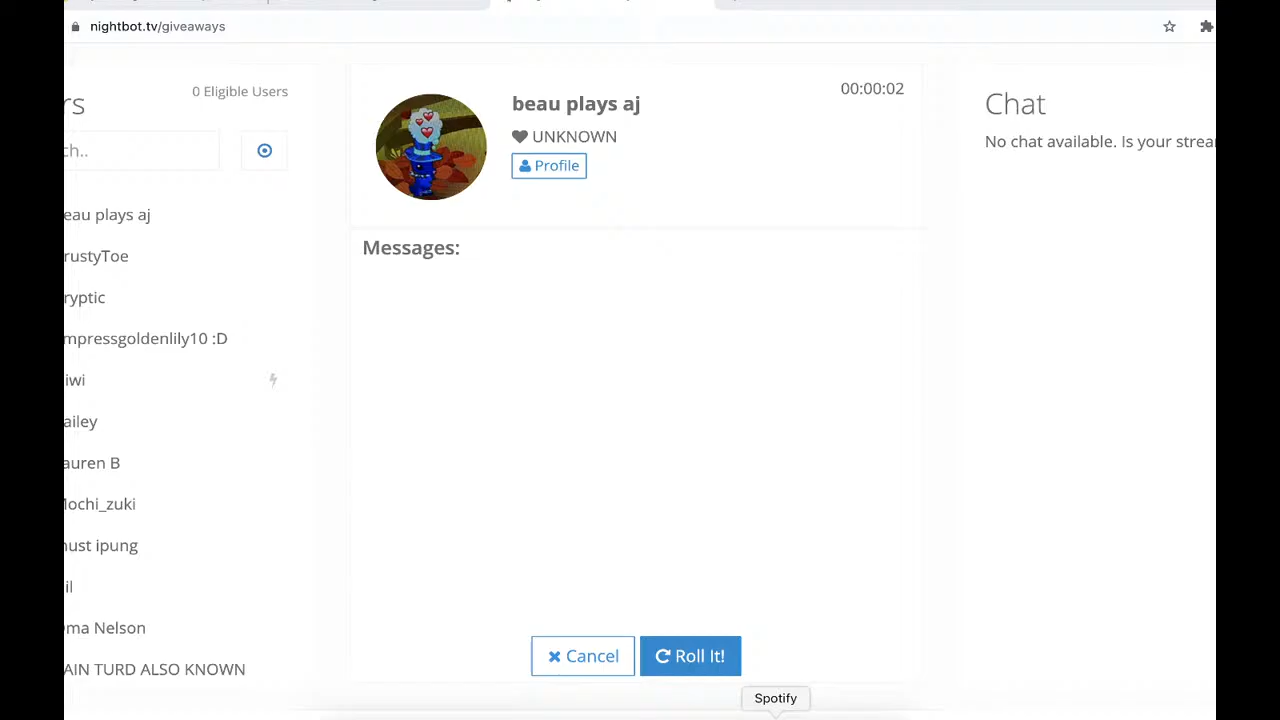 nightbot.tv/giveaways
rs
0 Eligible Users
ch..
eau plays aj
rustyToe
ryptic
mpressgoldenlily10 :D
iwi
ailey
auren B
Mochi_zuki
ust ipung
il
ma Nelson
AIN TURD ALSO KNOWN
beau plays aj
UNKNOWN
Profile
00:00:02
Messages:
Cancel
Roll It!
Chat
No chat available. Is your strea
Spotify